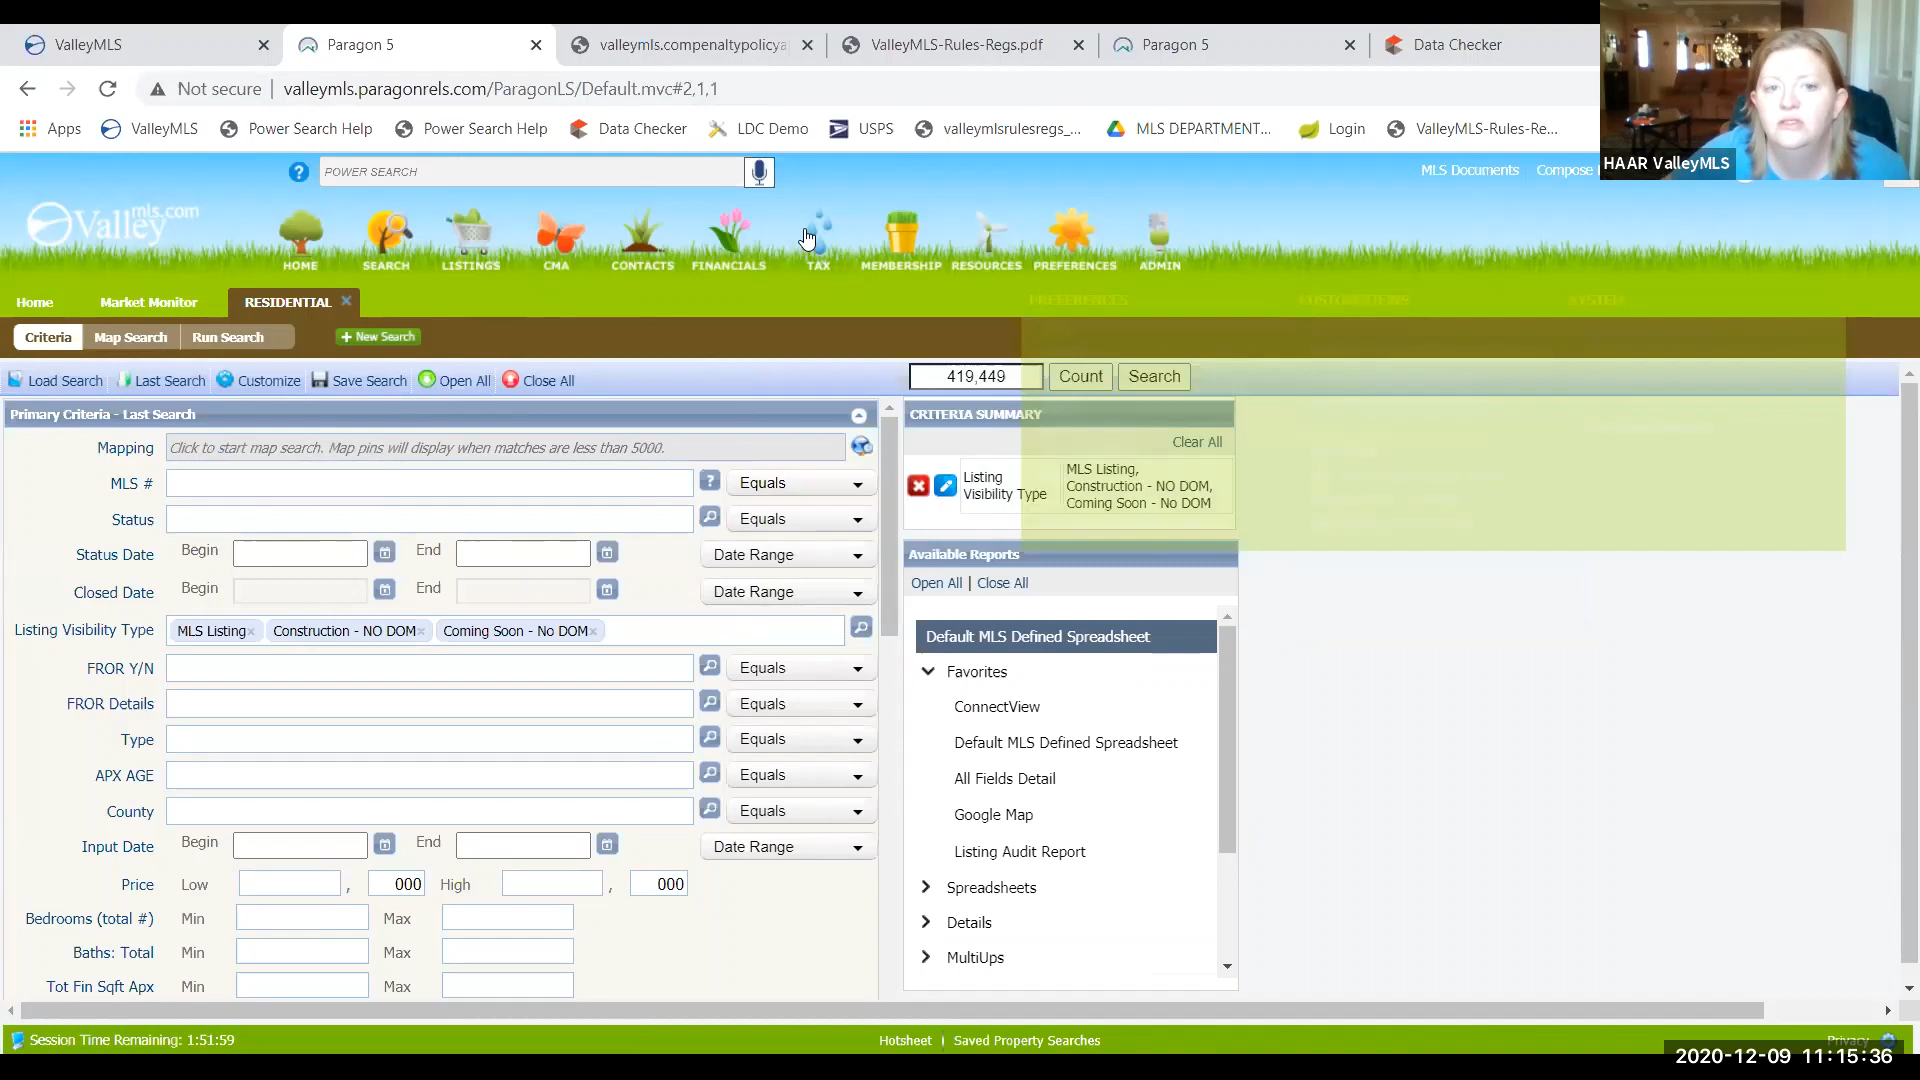 ValleyMLS
Paragon 5
valleymls.compenaltypolicya
ValleyMLS-Rules-Regs.pdf
Paragon 5
Data Checker
Not secure
valleymls.paragonrels.com/ParagonLS/Default.mvc#2,1,1
Apps
ValleyMLS
Power Search Help
Power Search Help
Data Checker
LDC Demo
USPS
valleymlsrulesregs_...
MLS DEPARTMENT...
Login
ValleyMLS-Rules-Re...
HAAR ValleyMLS
POWER SEARCH
MLS Documents
Compose
Valley mls.com
HOME
SEARCH
LISTINGS
CMA
CONTACTS
FINANCIALS
TAX
MEMBERSHIP
RESOURCES
PREFERENCES
ADMIN
Home
Market Monitor
RESIDENTIAL
PREFERENCES
SYSTEM
Criteria
Map Search
Run Search
+ New Search
Load Search
Last Search
Customize
Save Search
Open All
Close All
419,449
Count
Search
Primary Criteria - Last Search
Mapping
Click to start map search. Map pins will display when matches are less than 5000.
MLS #
Equals
Status
Equals
Status Date
Begin
End
Date Range
Closed Date
Begin
End
Date Range
Listing Visibility Type
MLS Listing
Construction - NO DOM
Coming Soon - No DOM
FROR Y/N
Equals
FROR Details
Equals
Type
Equals
APX AGE
Equals
County
Equals
Input Date
Begin
End
Date Range
Price
Low
,
000
High
,
000
Bedrooms (total #)
Min
Max
Baths: Total
Min
Max
Tot Fin Sqft Apx
Min
Max
CRITERIA SUMMARY
Clear All
Listing
Visibility Type
MLS Listing,
Construction - NO DOM,
Coming Soon - No DOM
Available Reports
Open All | Close All
Default MLS Defined Spreadsheet
Favorites
ConnectView
Default MLS Defined Spreadsheet
All Fields Detail
Google Map
Listing Audit Report
Spreadsheets
Details
MultiUps
Session Time Remaining: 1:51:59
Hotsheet | Saved Property Searches
Privacy
2020-12-09 11:15:36